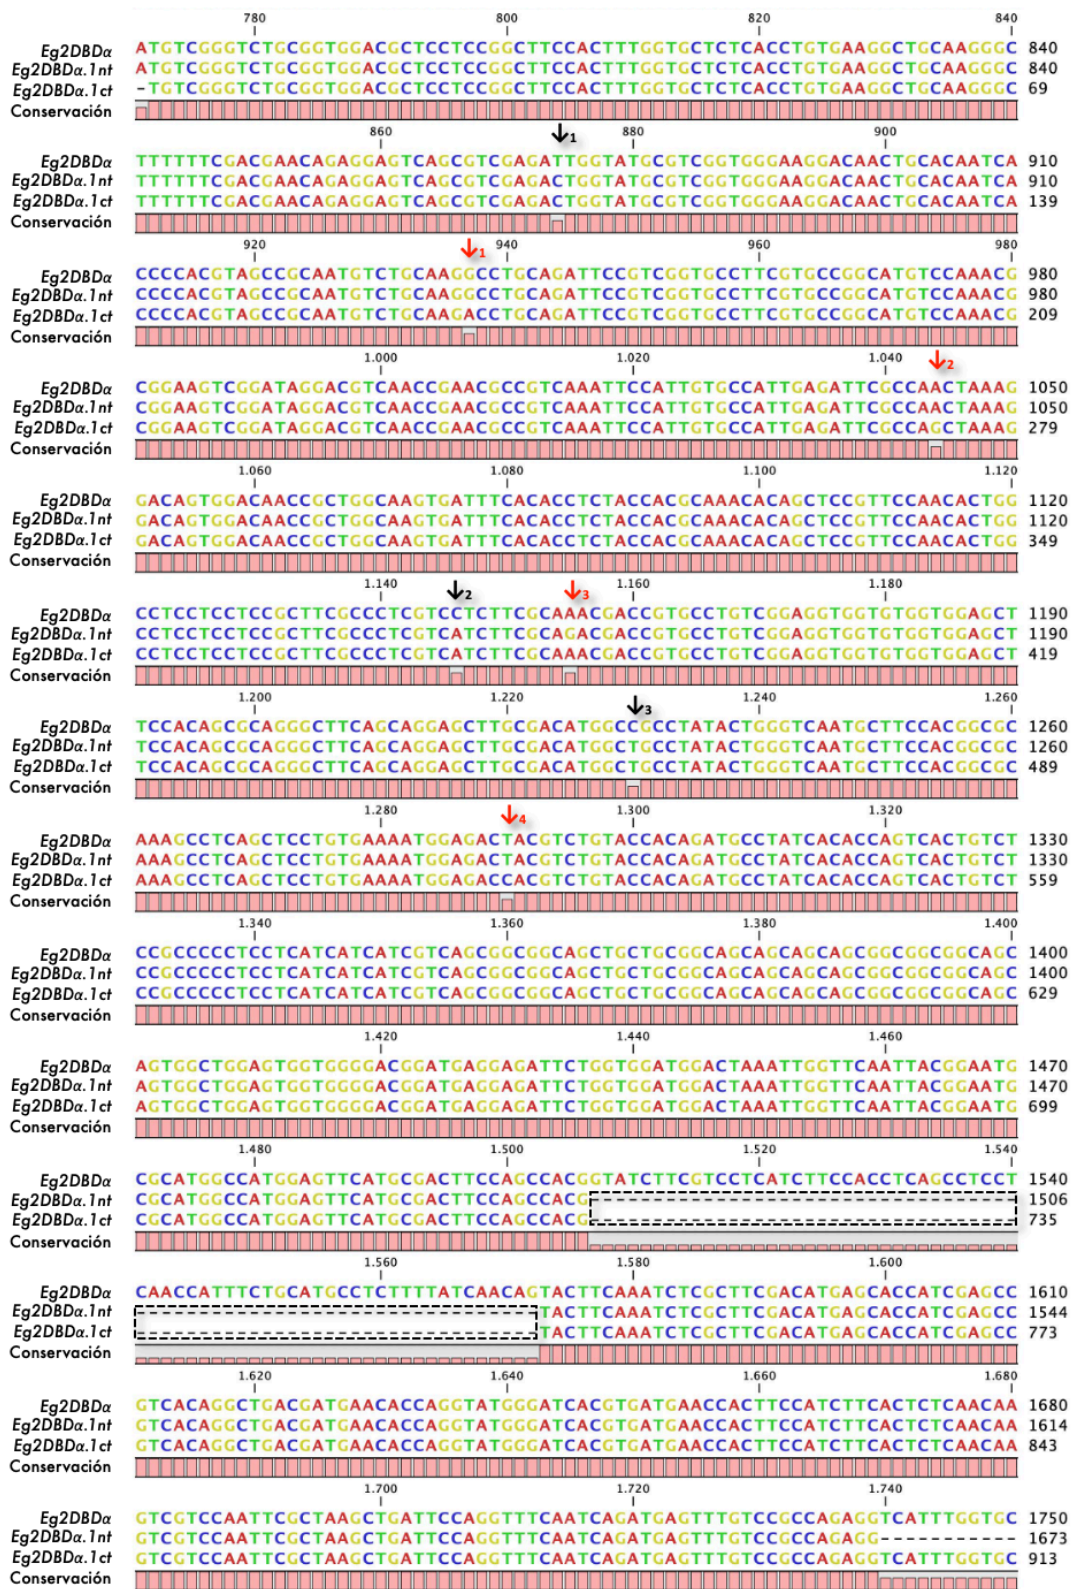 780 800 820 840
Eg2DBDα ATGTCGGGTCTGCGGTGGACGCTCCTCCGGCTTCCACTTTGGTGCTCTCACCTGTGAAGGCTGCAAGGGC 840
Eg2DBDα.1nt ATGTCGGGTCTGCGGTGGACGCTCCTCCGGCTTCCACTTTGGTGCTCTCACCTGTGAAGGCTGCAAGGGC 840
Eg2DBDα.1ct -TGTCGGGTCTGCGGTGGACGCTCCTCCGGCTTCCACTTTGGTGCTCTCACCTGTGAAGGCTGCAAGGGC 69
Conservación
860 ↓1 880 900
Eg2DBDα TTTTTTCGACGAACAGAGGAGTCAGCGTCGAGATTGGTATGCGTCGGTGGGAAGGACAACTGCACAATCA 910
Eg2DBDα.1nt TTTTTTCGACGAACAGAGGAGTCAGCGTCGAGACTGGTATGCGTCGGTGGGAAGGACAACTGCACAATCA 910
Eg2DBDα.1ct TTTTTTCGACGAACAGAGGAGTCAGCGTCGAGACTGGTATGCGTCGGTGGGAAGGACAACTGCACAATCA 139
Conservación
920 ↓1 940 960 980
Eg2DBDα CCCCACGTAGCCGCAATGTCTGCAAGGCCTGCAGATTCCGTCGGTGCCTTCGTGCCGGCATGTCCAAACG 980
Eg2DBDα.1nt CCCCACGTAGCCGCAATGTCTGCAAGGCCTGCAGATTCCGTCGGTGCCTTCGTGCCGGCATGTCCAAACG 980
Eg2DBDα.1ct CCCCACGTAGCCGCAATGTCTGCAAGACCTGCAGATTCCGTCGGTGCCTTCGTGCCGGCATGTCCAAACG 209
Conservación
1.000 1.020 1.040 ↓2
Eg2DBDα CGGAAGTCGGATAGGACGTCAACCGAACGCCGTCAAATTCCATTGTGCCATTGAGATTCGCCAACTAAAG 1050
Eg2DBDα.1nt CGGAAGTCGGATAGGACGTCAACCGAACGCCGTCAAATTCCATTGTGCCATTGAGATTCGCCAACTAAAG 1050
Eg2DBDα.1ct CGGAAGTCGGATAGGACGTCAACCGAACGCCGTCAAATTCCATTGTGCCATTGAGATTCGCCAGCTAAAG 279
Conservación
1.060 1.080 1.100 1.120
Eg2DBDα GACAGTGGACAACCGCTGGCAAGTGATTTCACACCTCTACCACGCAAACACAGCTCCGTTCCAACACTGG 1120
Eg2DBDα.1nt GACAGTGGACAACCGCTGGCAAGTGATTTCACACCTCTACCACGCAAACACAGCTCCGTTCCAACACTGG 1120
Eg2DBDα.1ct GACAGTGGACAACCGCTGGCAAGTGATTTCACACCTCTACCACGCAAACACAGCTCCGTTCCAACACTGG 349
Conservación
1.140 ↓2 ↓3 1.160 1.180
Eg2DBDα CCTCCTCCTCCGCTTCGCCCTCGTCCTCTTCGCAAACGACCGTGCCTGTCGGAGGTGGTGTGGTGGAGCT 1190
Eg2DBDα.1nt CCTCCTCCTCCGCTTCGCCCTCGTCATCTTCGCAGACGACCGTGCCTGTCGGAGGTGGTGTGGTGGAGCT 1190
Eg2DBDα.1ct CCTCCTCCTCCGCTTCGCCCTCGTCATCTTCGCAAACGACCGTGCCTGTCGGAGGTGGTGTGGTGGAGCT 419
Conservación
1.200 1.220 ↓3 1.240 1.260
Eg2DBDα TCCACAGCGCAGGGCTTCAGCAGGAGCTTGCGACATGGCCGCCTATACTGGGTCAATGCTTCCACGGCGC 1260
Eg2DBDα.1nt TCCACAGCGCAGGGCTTCAGCAGGAGCTTGCGACATGGCTGCCTATACTGGGTCAATGCTTCCACGGCGC 1260
Eg2DBDα.1ct TCCACAGCGCAGGGCTTCAGCAGGAGCTTGCGACATGGCTGCCTATACTGGGTCAATGCTTCCACGGCGC 489
Conservación
1.280 ↓4 1.300 1.320
Eg2DBDα AAAGCCTCAGCTCCTGTGAAAATGGAGACTACGTCTGTACCACAGATGCCTATCACACCAGTCACTGTCT 1330
Eg2DBDα.1nt AAAGCCTCAGCTCCTGTGAAAATGGAGACTACGTCTGTACCACAGATGCCTATCACACCAGTCACTGTCT 1330
Eg2DBDα.1ct AAAGCCTCAGCTCCTGTGAAAATGGAGACCACGTCTGTACCACAGATGCCTATCACACCAGTCACTGTCT 559
Conservación
1.340 1.360 1.380 1.400
Eg2DBDα CCGCCCCCTCCTCATCATCATCGTCAGCGGCGGCAGCTGCTGCGGCAGCAGCAGCAGCGGCGGCGGCAGC 1400
Eg2DBDα.1nt CCGCCCCCTCCTCATCATCATCGTCAGCGGCGGCAGCTGCTGCGGCAGCAGCAGCAGCGGCGGCGGCAGC 1400
Eg2DBDα.1ct CCGCCCCCTCCTCATCATCATCGTCAGCGGCGGCAGCTGCTGCGGCAGCAGCAGCAGCGGCGGCGGCAGC 629
Conservación
1.420 1.440 1.460
Eg2DBDα AGTGGCTGGAGTGGTGGGGACGGATGAGGAGATTCTGGTGGATGGACTAAATTGGTTCAATTACGGAATG 1470
Eg2DBDα.1nt AGTGGCTGGAGTGGTGGGGACGGATGAGGAGATTCTGGTGGATGGACTAAATTGGTTCAATTACGGAATG 1470
Eg2DBDα.1ct AGTGGCTGGAGTGGTGGGGACGGATGAGGAGATTCTGGTGGATGGACTAAATTGGTTCAATTACGGAATG 699
Conservación
1.480 1.500 1.520 1.540
Eg2DBDα CGCATGGCCATGGAGTTCATGCGACTTCCAGCCACGGTATCTTCGTCCTCATCTTCCACCTCAGCCTCCT 1540
Eg2DBDα.1nt CGCATGGCCATGGAGTTCATGCGACTTCCAGCCACG---------------------------------- 1506
Eg2DBDα.1ct CGCATGGCCATGGAGTTCATGCGACTTCCAGCCACG---------------------------------- 735
Conservación
1.560 1.580 1.600
Eg2DBDα CAACCATTTCTGCATGCCTCTTTTATCAACAGTACTTCAAATCTCGCTTCGACATGAGCACCATCGAGCC 1610
Eg2DBDα.1nt --------------------------------TACTTCAAATCTCGCTTCGACATGAGCACCATCGAGCC 1544
Eg2DBDα.1ct --------------------------------TACTTCAAATCTCGCTTCGACATGAGCACCATCGAGCC 773
Conservación
1.620 1.640 1.660 1.680
Eg2DBDα GTCACAGGCTGACGATGAACACCAGGTATGGGATCACGTGATGAACCACTTCCATCTTCACTCTCAACAA 1680
Eg2DBDα.1nt GTCACAGGCTGACGATGAACACCAGGTATGGGATCACGTGATGAACCACTTCCATCTTCACTCTCAACAA 1614
Eg2DBDα.1ct GTCACAGGCTGACGATGAACACCAGGTATGGGATCACGTGATGAACCACTTCCATCTTCACTCTCAACAA 843
Conservación
1.700 1.720 1.740
Eg2DBDα GTCGTCCAATTCGCTAAGCTGATTCCAGGTTTCAATCAGATGAGTTTGTCCGCCAGAGGTCATTTGGTGC 1750
Eg2DBDα.1nt GTCGTCCAATTCGCTAAGCTGATTCCAGGTTTCAATCAGATGAGTTTGTCCGCCAGAGG----------- 1673
Eg2DBDα.1ct GTCGTCCAATTCGCTAAGCTGATTCCAGGTTTCAATCAGATGAGTTTGTCCGCCAGAGGTCATTTGGTGC 913
Conservación